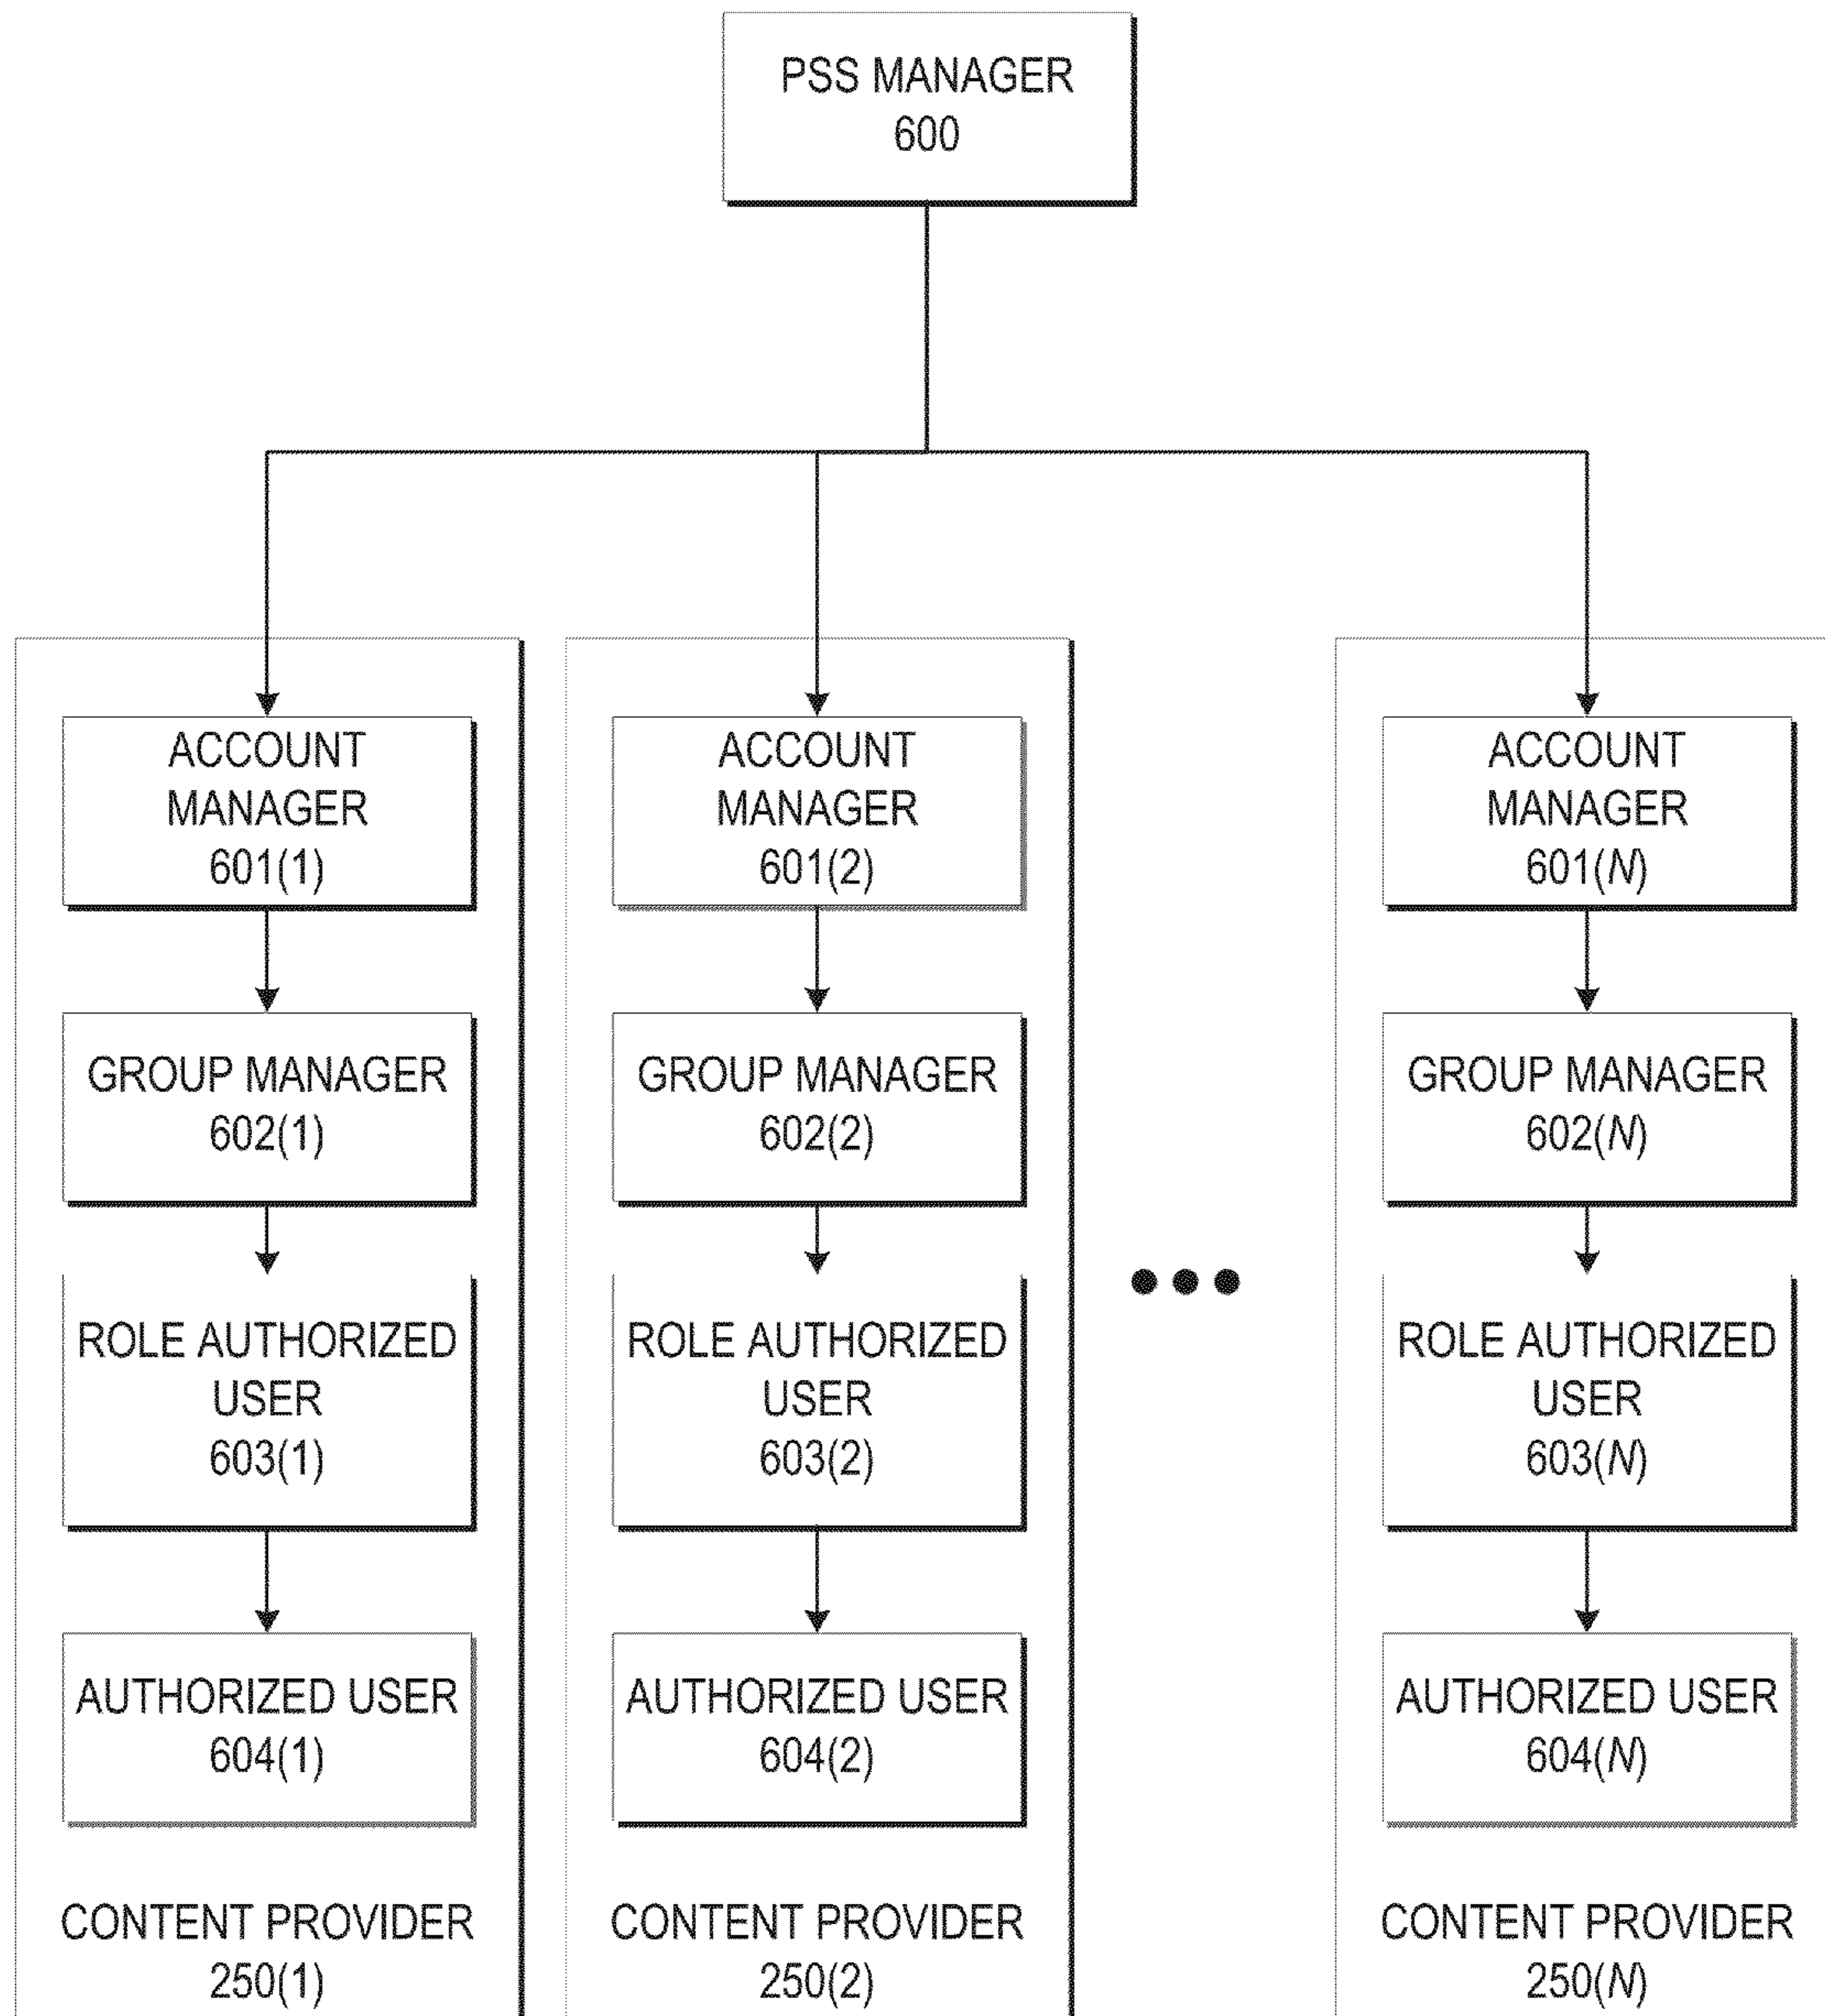 PSS MANAGER
600
ACCOUNT
MANAGER
601(1)
GROUP MANAGER
602(1)
ROLE AUTHORIZED
USER
603(1)
AUTHORIZED USER
604(1)
CONTENT PROVIDER
250(1)
ACCOUNT
MANAGER
601(2)
GROUP MANAGER
602(2)
ROLE AUTHORIZED
USER
603(2)
AUTHORIZED USER
604(2)
CONTENT PROVIDER
250(2)
ACCOUNT
MANAGER
601(N)
GROUP MANAGER
602(N)
ROLE AUTHORIZED
USER
603(N)
AUTHORIZED USER
604(N)
CONTENT PROVIDER
250(N)